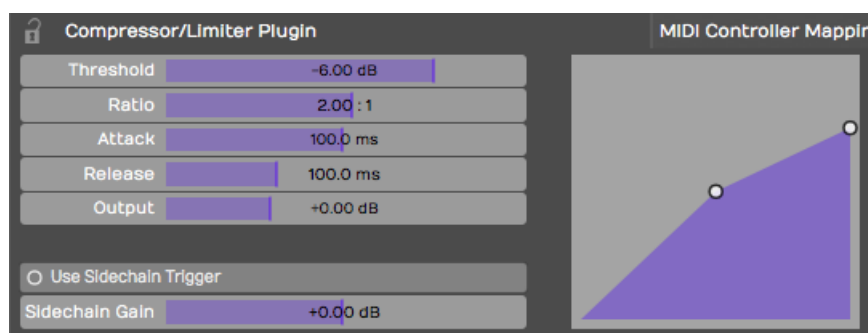 Compressor/Limiter Plugin
MIDI Controller Mappin
Threshold -6.00 dB
Ratio 2.00 : 1
Attack 100.0 ms
Release 100.0 ms
Output +0.00 dB
Use Sidechain Trigger
Sidechain Gain +0.00 dB